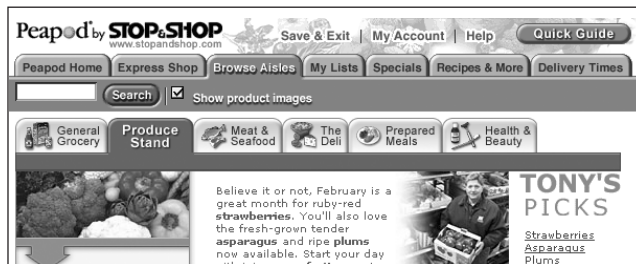 Peapod® by STOP&SHOP
www.stopandshop.com
Save & Exit | My Account | Help
Quick Guide
Peapod Home Express Shop Browse Aisles My Lists Specials Recipes & More Delivery Times
Search Show product images
General
Grocery
Produce
Stand
Meat &
Seafood
The
Deli
Prepared
Meals
Health &
Beauty
Believe it or not, February is a
great month for ruby-red
strawberries. You'll also love
the fresh-grown tender
asparagus and ripe plums
now available. Start your day
TONY'S
PICKS
Strawberries
Asparagus
Plums